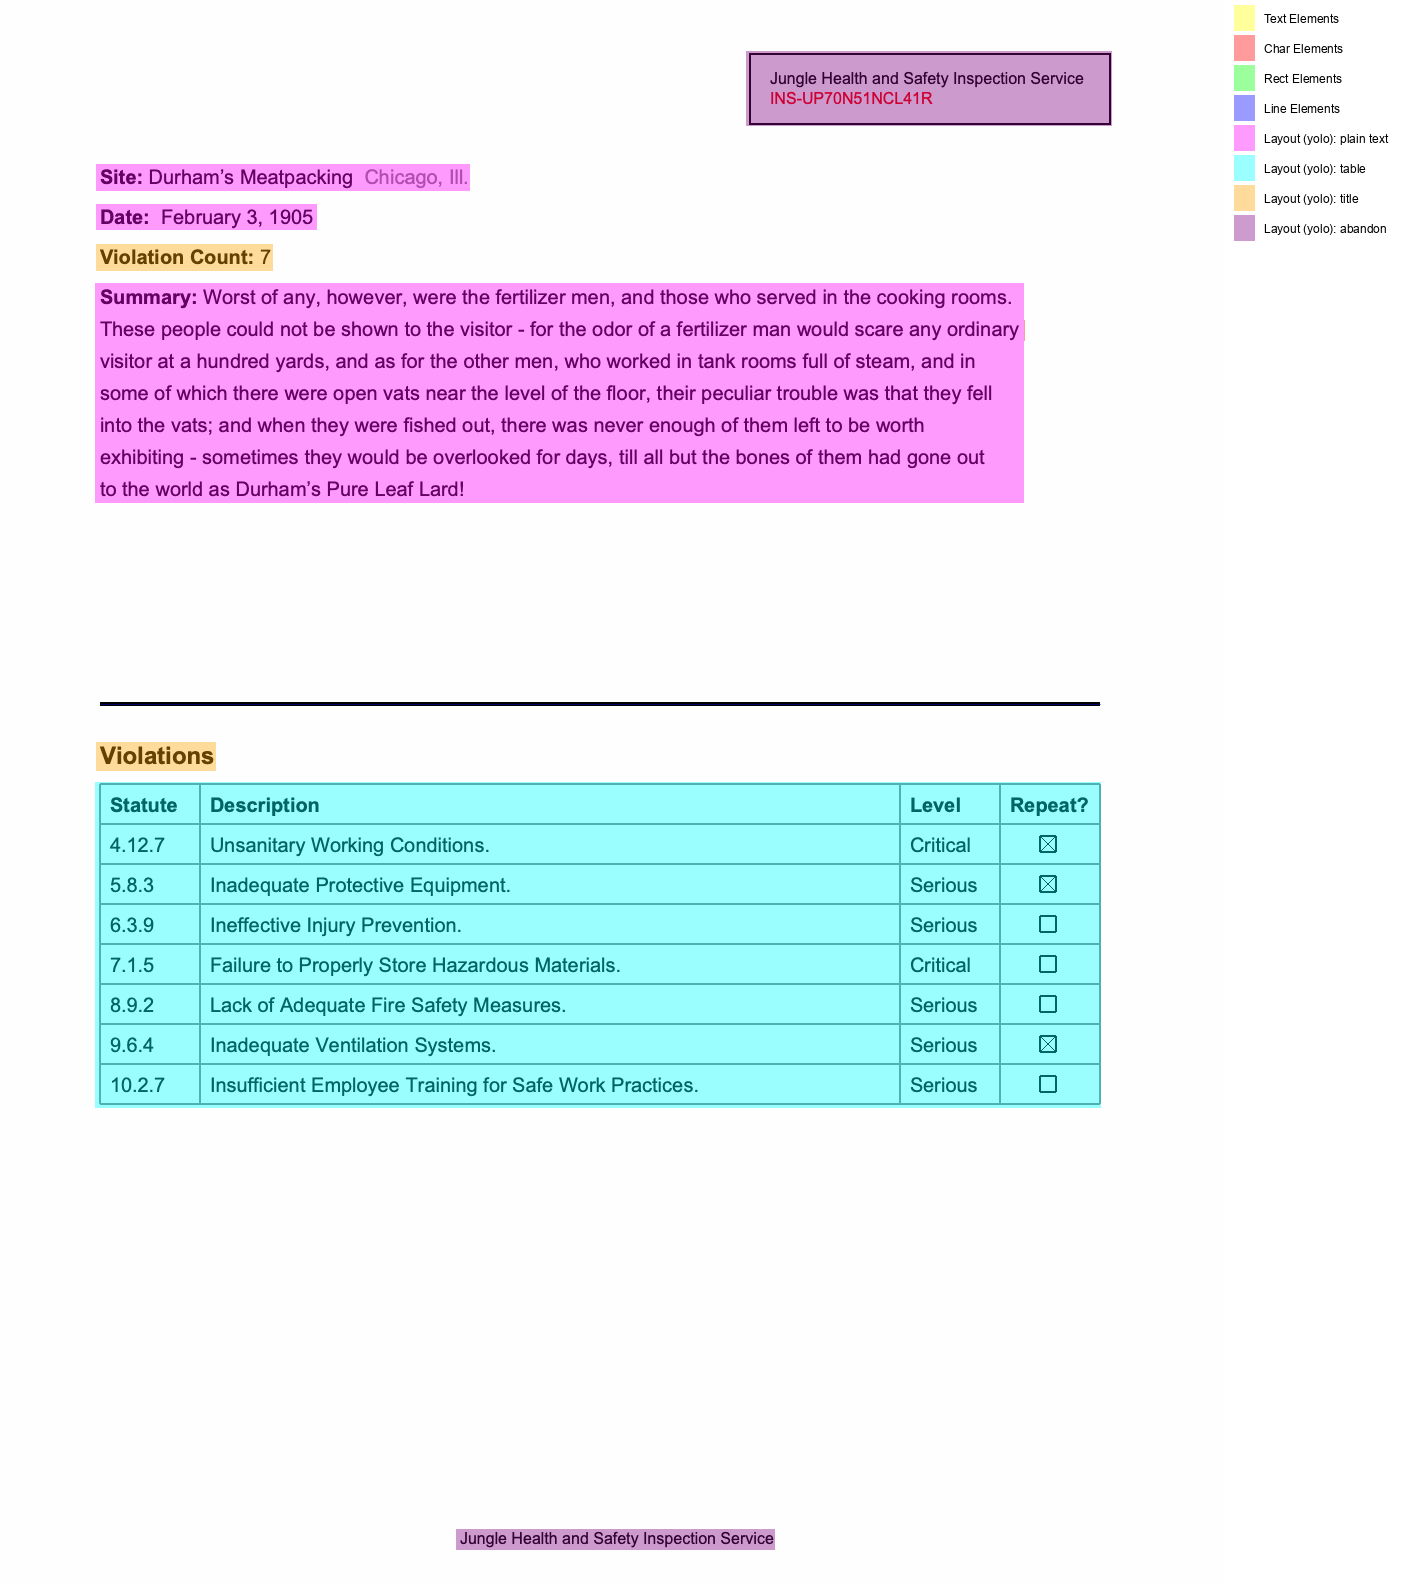 Jungle Health and Safety Inspection Service
INS-UP70N51NCL41R
Site: Durham’s Meatpacking Chicago, Ill.
Date: February 3, 1905
Violation Count: 7
Summary: Worst of any, however, were the fertilizer men, and those who served in the cooking rooms.
These people could not be shown to the visitor - for the odor of a fertilizer man would scare any ordinary
visitor at a hundred yards, and as for the other men, who worked in tank rooms full of steam, and in
some of which there were open vats near the level of the floor, their peculiar trouble was that they fell
into the vats; and when they were fished out, there was never enough of them left to be worth
exhibiting - sometimes they would be overlooked for days, till all but the bones of them had gone out
to the world as Durham’s Pure Leaf Lard!
Violations
Statute Description Level Repeat?
4.12.7 Unsanitary Working Conditions. Critical
5.8.3 Inadequate Protective Equipment. Serious
6.3.9 Ineffective Injury Prevention. Serious
7.1.5 Failure to Properly Store Hazardous Materials. Critical
8.9.2 Lack of Adequate Fire Safety Measures. Serious
9.6.4 Inadequate Ventilation Systems. Serious
10.2.7 Insufficient Employee Training for Safe Work Practices. Serious
Jungle Health and Safety Inspection Service
Text Elements
Char Elements
Rect Elements
Line Elements
Layout (yolo): plain text
Layout (yolo): table
Layout (yolo): title
Layout (yolo): abandon